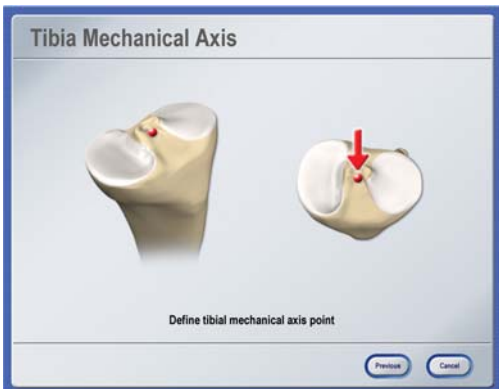 Tibia Mechanical Axis
Define tibial mechanical axis point
Previous
Cancel